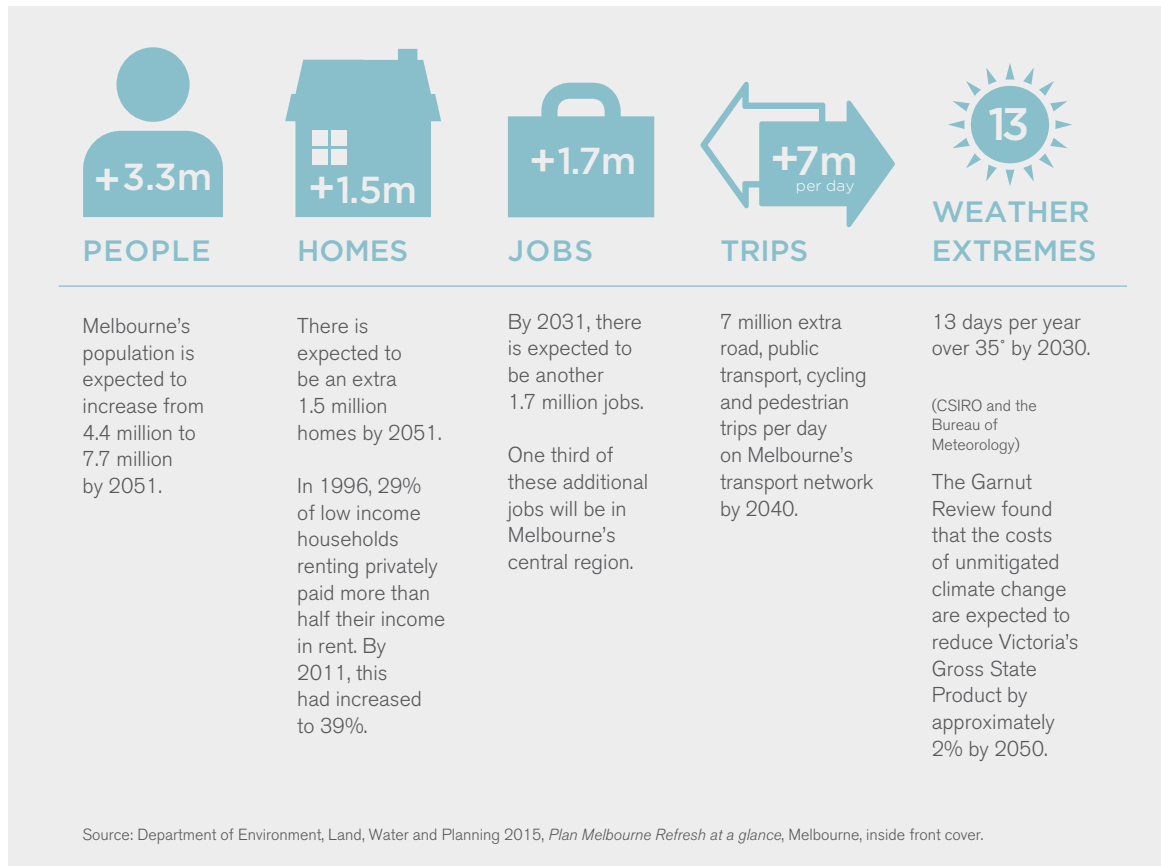 +3.3m
PEOPLE
Melbourne's
population is
expected to
increase from
4.4 million to
7.7 million
by 2051.
+1.5m
HOMES
There is
expected to
be an extra
1.5 million
homes by 2051.
In 1996, 29%
of low income
households
renting privately
paid more than
half their income
in rent. By
2011, this
had increased
to 39%.
+1.7m
JOBS
By 2031, there
is expected to
be another
1.7 million jobs.
One third of
these additional
jobs will be in
Melbourne's
central region.
+7m
per day
TRIPS
7 million extra
road, public
transport, cycling
and pedestrian
trips per day
on Melbourne's
transport network
by 2040.
13
WEATHER
EXTREMES
13 days per year
over 35˚ by 2030.
(CSIRO and the
Bureau of
Meteorology)
The Garnut
Review found
that the costs
of unmitigated
climate change
are expected to
reduce Victoria's
Gross State
Product by
approximately
2% by 2050.
Source: Department of Environment, Land, Water and Planning 2015, Plan Melbourne Refresh at a glance, Melbourne, inside front cover.